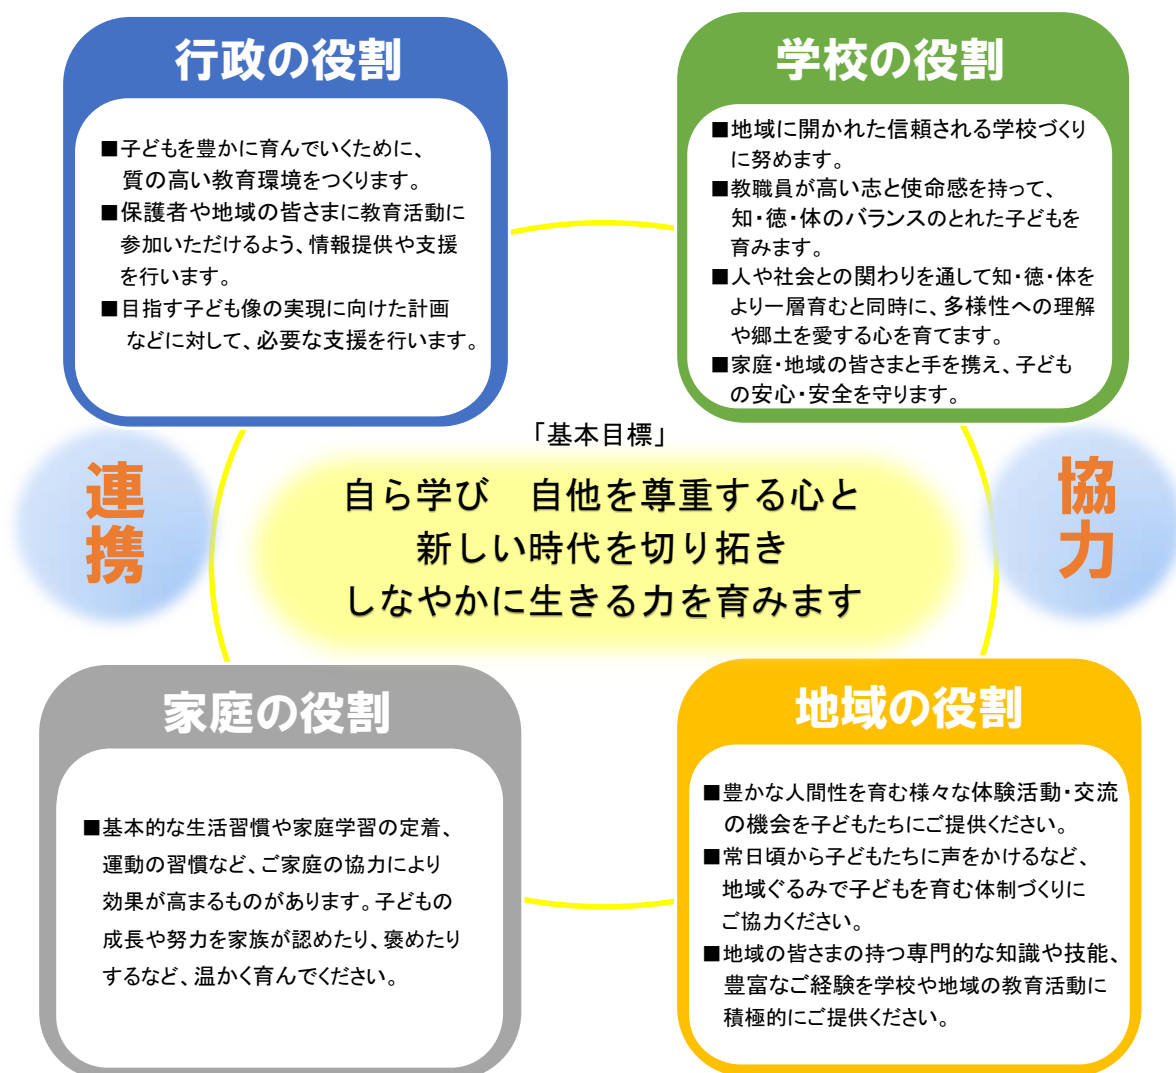 行政の役割
■子どもを豊かに育んでいくために、
質の高い教育環境をつくります。
■保護者や地域の皆さまに教育活動に
参加いただけるよう、情報提供や支援
を行います。
■目指す子ども像の実現に向けた計画
などに対して、必要な支援を行います。
学校の役割
■地域に開かれた信頼される学校づくり
に努めます。
■教職員が高い志と使命感を持って、
知・徳・体のバランスのとれた子どもを
育みます。
■人や社会との関わりを通して知・徳・体を
より一層育むと同時に、多様性への理解
や郷土を愛する心を育てます。
■家庭・地域の皆さまと手を携え、子ども
の安心・安全を守ります。
連携
「基本目標」
自ら学び　自他を尊重する心と
新しい時代を切り拓き
しなやかに生きる力を育みます
協力
家庭の役割
■基本的な生活習慣や家庭学習の定着、
運動の習慣など、ご家庭の協力により
効果が高まるものがあります。子どもの
成長や努力を家族が認めたり、褒めたり
するなど、温かく育んでください。
地域の役割
■豊かな人間性を育む様々な体験活動・交流
の機会を子どもたちにご提供ください。
■常日頃から子どもたちに声をかけるなど、
地域ぐるみで子どもを育む体制づくりに
ご協力ください。
■地域の皆さまの持つ専門的な知識や技能、
豊富なご経験を学校や地域の教育活動に
積極的にご提供ください。